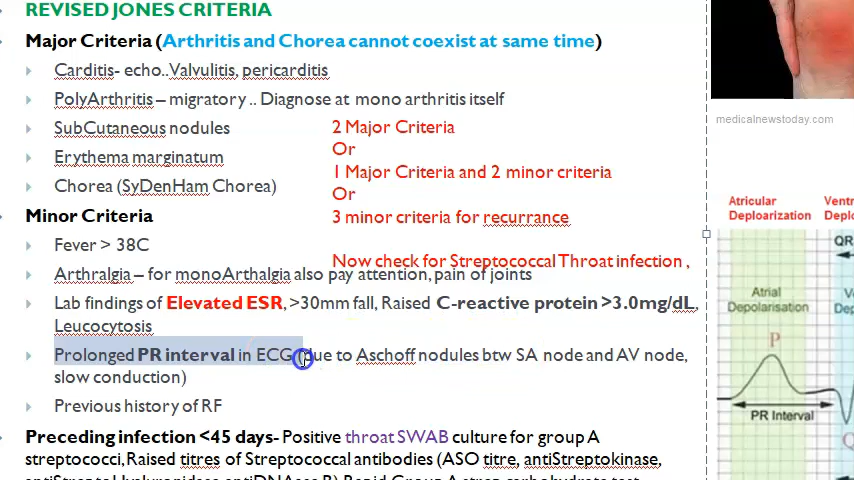 REVISED JONES CRITERIA
Major Criteria (Arthritis and Chorea cannot coexist at same time)
Carditis- echo..Valvulitis, pericarditis
PolyArthritis – migratory .. Diagnose at mono arthritis itself
SubCutaneous nodules
Erythema marginatum
Chorea (SyDenHam Chorea)
2 Major Criteria
Or
1 Major Criteria and 2 minor criteria
Or
3 minor criteria for recurrance
Now check for Streptococcal Throat infection ,
Minor Criteria
Fever > 38C
Arthralgia – for monoArthalgia also pay attention, pain of joints
Lab findings of Elevated ESR, >30mm fall, Raised C-reactive protein >3.0mg/dL,
Leucocytosis
Prolonged PR interval in ECG (due to Aschoff nodules btw SA node and AV node,
slow conduction)
Previous history of RF
Preceding infection <45 days- Positive throat SWAB culture for group A
streptococci, Raised titres of Streptococcal antibodies (ASO titre, antiStreptokinase,
medicalnewstoday.com
Atricular
Deploarization
QR
Atrial
Depolarisation
P
PR Interval
Q